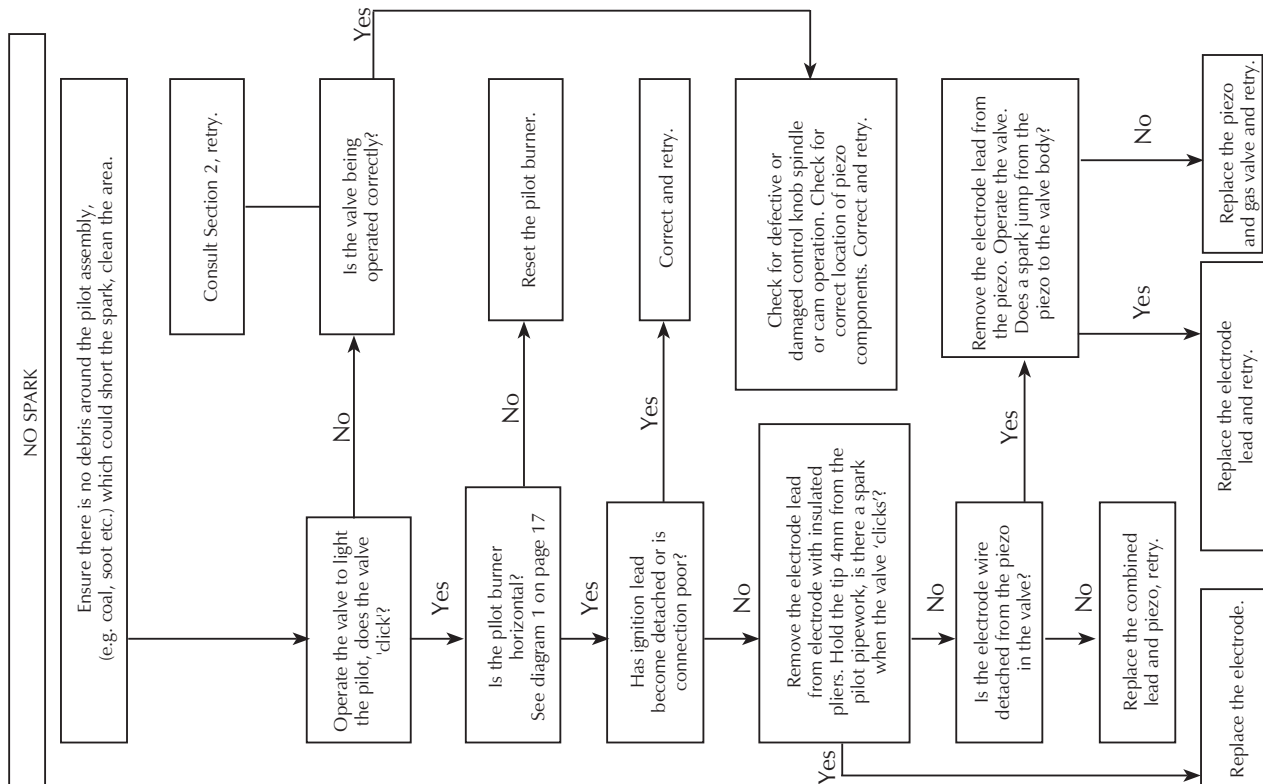 NO SPARK
Ensure there is no debris around the pilot assembly,
(e.g. coal, soot etc.) which could short the spark, clean the area.
Operate the valve to light
the pilot, does the valve
'click'?
No
Is the valve being
operated correctly?
Consult Section 2, retry.
Yes
Yes
Is the pilot burner
horizontal?
See diagram 1 on page 17
No
Reset the pilot burner.
Yes
Has ignition lead
become detached or is
connection poor?
Yes
Correct and retry.
No
Remove the electrode lead
from electrode with insulated
pliers. Hold the tip 4mm from the
pilot pipework, is there a spark
when the valve ‘clicks’?
Check for defective or
damaged control knob spindle
or cam operation. Check for
correct location of piezo
components. Correct and retry.
Yes
No
Is the electrode wire
detached from the piezo
in the valve?
Yes
Remove the electrode lead from
the piezo. Operate the valve.
Does a spark jump from the
piezo to the valve body?
No
Replace the combined
lead and piezo, retry.
Yes
No
Replace the electrode.
Replace the electrode
lead and retry.
Replace the piezo
and gas valve and retry.